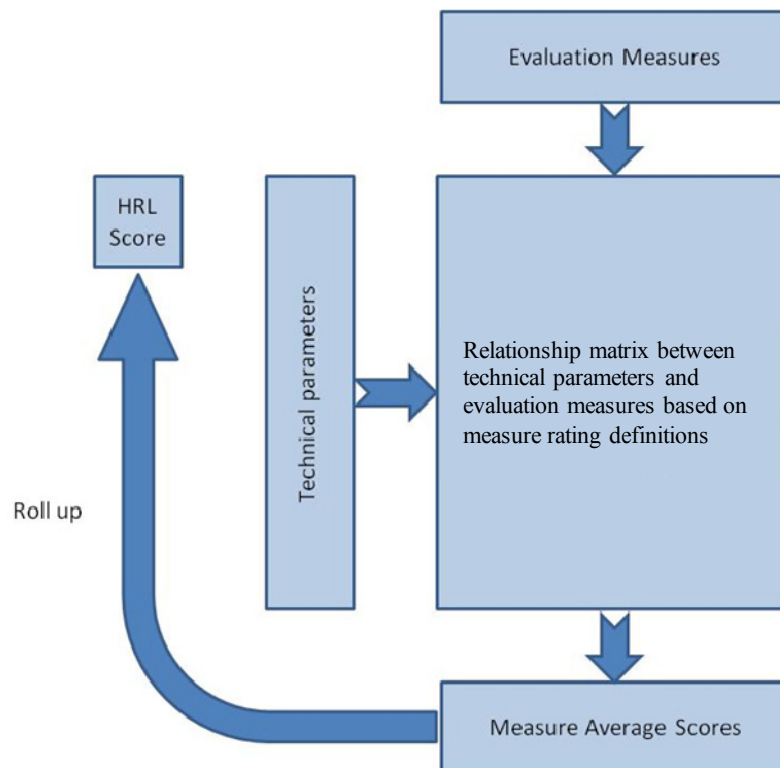 Evaluation Measures
HRL
Score
Technical parameters
Relationship matrix between
technical parameters and
evaluation measures based on
measure rating definitions
Roll up
Measure Average Scores